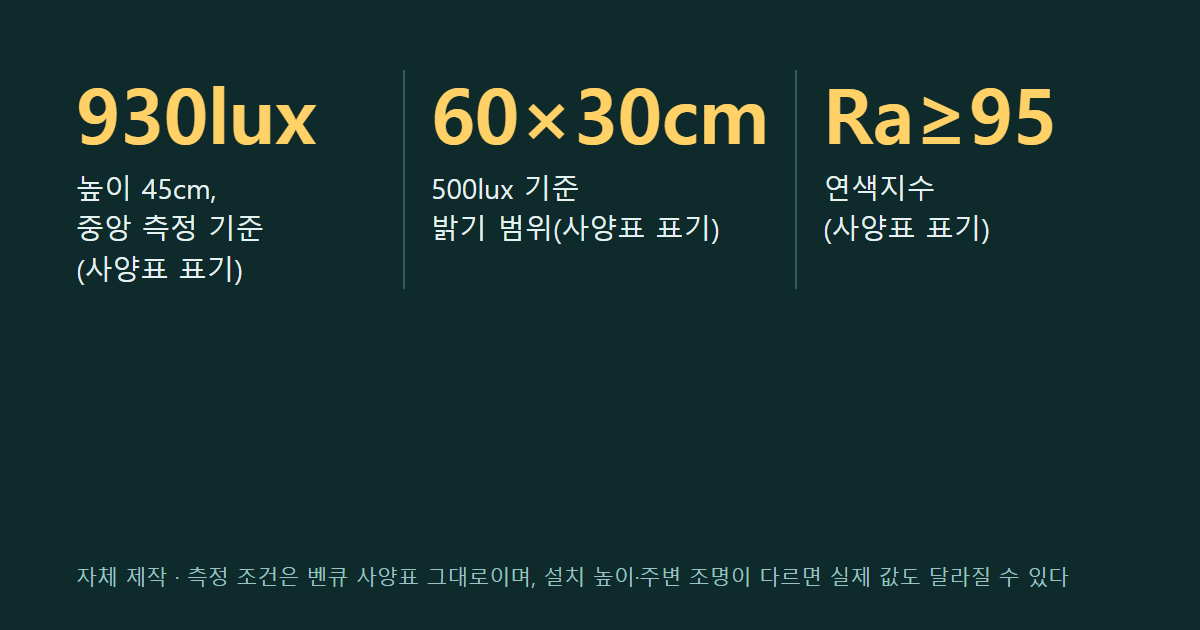 930lux
높이 45cm,
중앙 측정 기준
(사양표 표기)
60×30cm
500lux 기준
밝기 범위(사양표 표기)
Ra≥95
연색지수
(사양표 표기)
자체 제작 · 측정 조건은 벤큐 사양표 그대로이며, 설치 높이·주변 조명이 다르면 실제 값도 달라질 수 있다